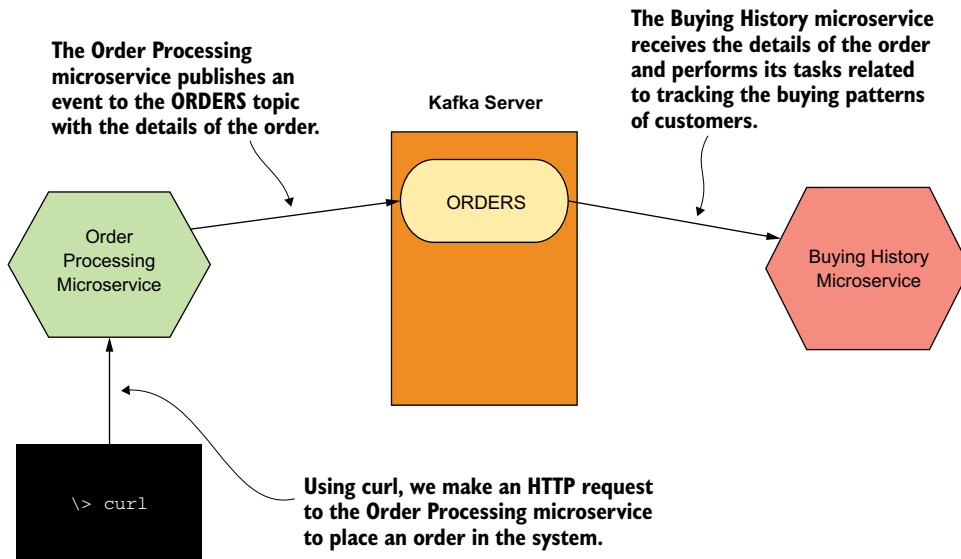 The Order Processing
microservice publishes an
event to the ORDERS topic
with the details of the order.
The Buying History microservice
receives the details of the order
and performs its tasks related
to tracking the buying patterns
of customers.
Kafka Server
ORDERS
Order
Processing
Microservice
Buying History
Microservice
\> curl
Using curl, we make an HTTP request
to the Order Processing microservice
to place an order in the system.